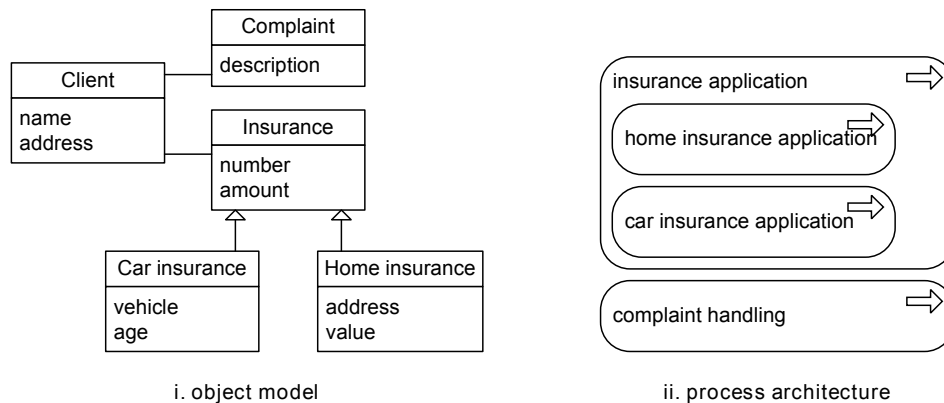 Complaint
description
Client
name
address
Insurance
number
amount
Car insurance
vehicle
age
Home insurance
address
value
i. object model
insurance application
home insurance application
car insurance application
complaint handling
ii. process architecture